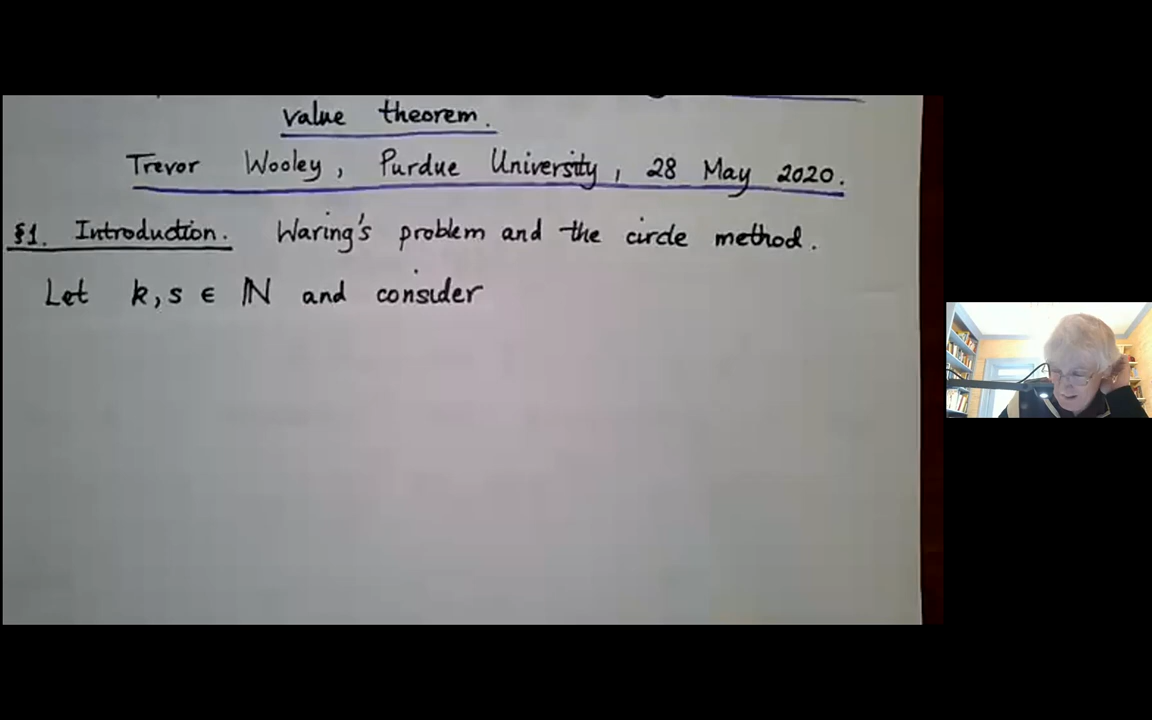 value theorem.
Trevor Wooley, Purdue University, 28 May 2020.
§1. Introduction. Waring's problem and the circle method.
Let k, s ∈ ℕ and consider